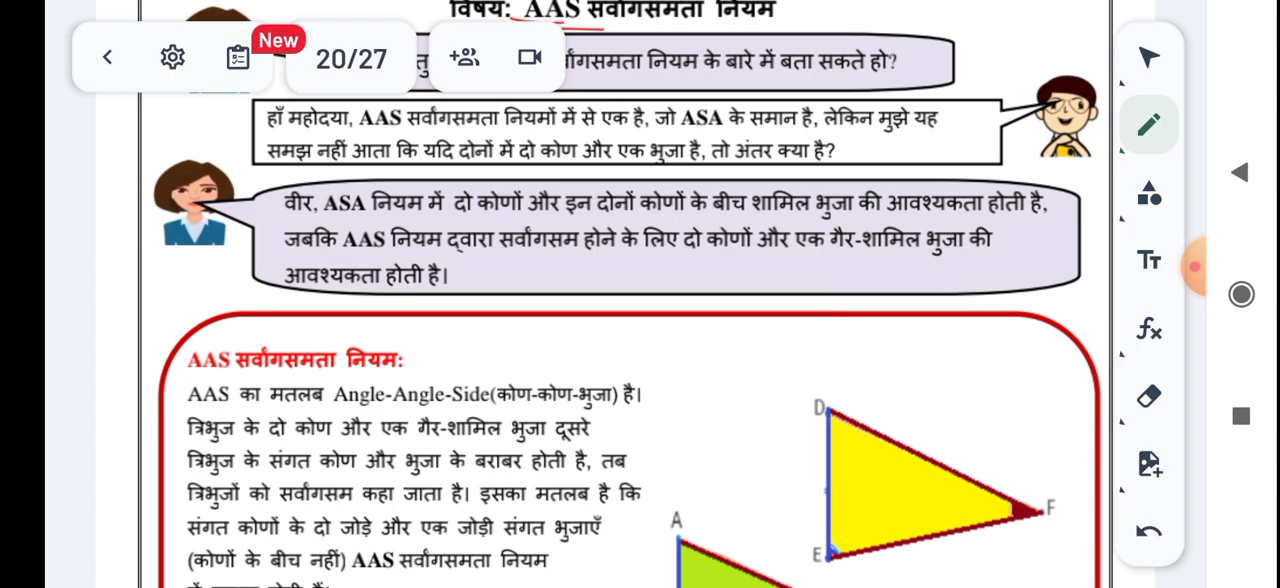 विषय: AAS सर्वांगसमता नियम
New
20/27
र्वांगसमता नियम के बारे में बता सकते हो?
हाँ महोदया, AAS सर्वांगसमता नियमों में से एक है, जो ASA के समान है, लेकिन मुझे यह
समझ नहीं आता कि यदि दोनों में दो कोण और एक भुजा है, तो अंतर क्या है?
वीर, ASA नियम में दो कोणों और इन दोनों कोणों के बीच शामिल भुजा की आवश्यकता होती है,
जबकि AAS नियम द्वारा सर्वांगसम होने के लिए दो कोणों और एक गैर-शामिल भुजा की
आवश्यकता होती है।
AAS सर्वांगसमता नियम:
AAS का मतलब Angle-Angle-Side(कोण-कोण-भुजा) है।
त्रिभुज के दो कोण और एक गैर-शामिल भुजा दूसरे
त्रिभुज के संगत कोण और भुजा के बराबर होती है, तब
त्रिभुजों को सर्वांगसम कहा जाता है। इसका मतलब है कि
संगत कोणों के दो जोड़े और एक जोड़ी संगत भुजाएँ
(कोणों के बीच नहीं) AAS सर्वांगसमता नियम
D
F
A
E
Tт
fx